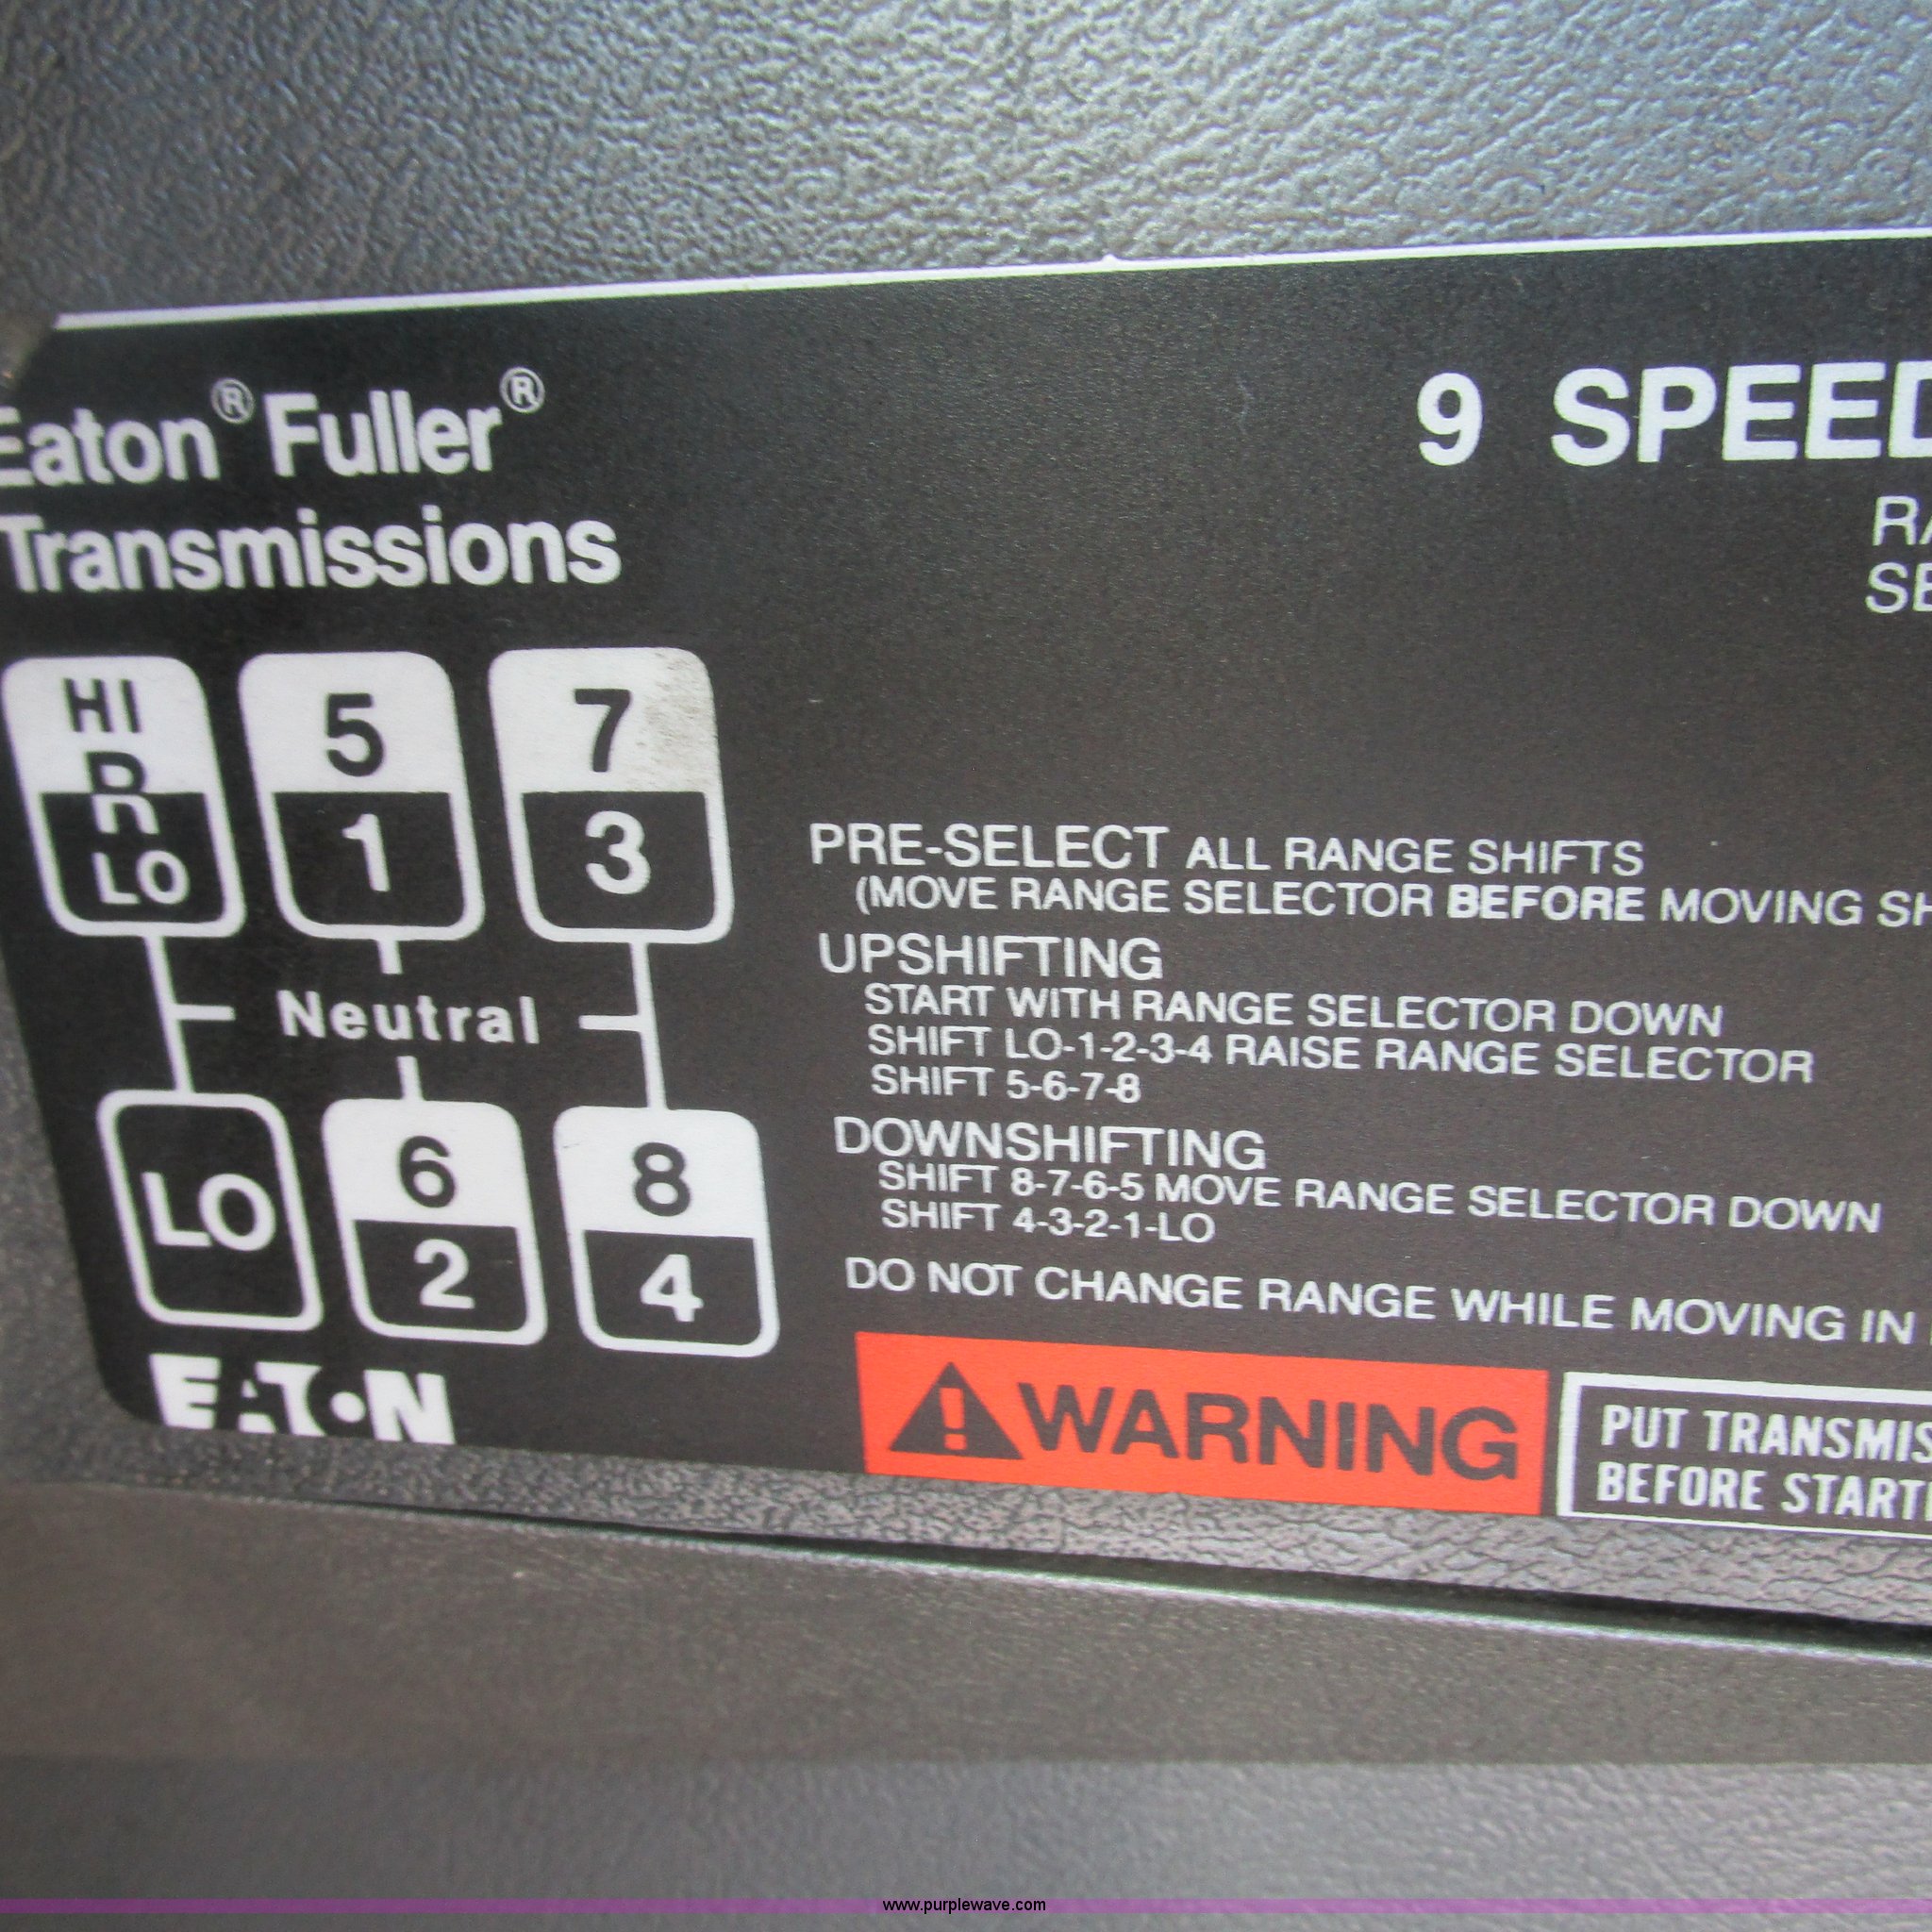 Eaton® Fuller®
Transmissions
9 SPEED
HI
R
LO
5
1
7
3
Neutral
LO
6
2
8
4
EATON
PRE-SELECT ALL RANGE SHIFTS
(MOVE RANGE SELECTOR BEFORE MOVING
UPSHIFTING
START WITH RANGE SELECTOR DOWN
SHIFT LO-1-2-3-4 RAISE RANGE SELECTOR
SHIFT 5-6-7-8
DOWNSHIFTING
SHIFT 8-7-6-5 MOVE RANGE SELECTOR DOWN
SHIFT 4-3-2-1-LO
DO NOT CHANGE RANGE WHILE MOVING IN
WARNING
PUT TRANSMIS
BEFORE START
www.purplewave.com